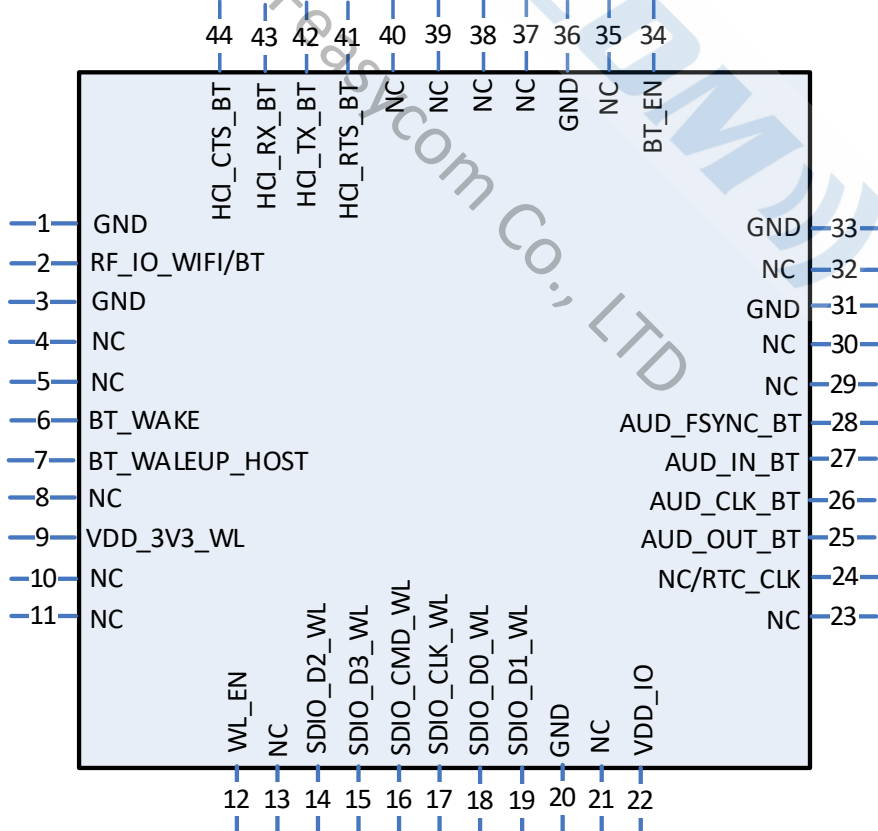 44 43 42 41 40 39 38 37 36 35 34
HCI_CTS_BT
HCI_RX_BT
HCI_TX_BT
HCI_RTS_BT
NC
NC
NC
NC
GND
NC
BT_EN
1 GND
2 RF_IO_WIFI/BT
3 GND
4 NC
5 NC
6 BT_WAKE
7 BT_WALEUP_HOST
8 NC
9 VDD_3V3_WL
10 NC
11 NC
GND 33
NC 32
GND 31
NC 30
NC 29
AUD_FSYNC_BT 28
AUD_IN_BT 27
AUD_CLK_BT 26
AUD_OUT_BT 25
NC/RTC_CLK 24
NC 23
WL_EN
NC
SDIO_D2_WL
SDIO_D3_WL
SDIO_CMD_WL
SDIO_CLK_WL
SDIO_D0_WL
SDIO_D1_WL
GND
NC
VDD_IO
12 13 14 15 16 17 18 19 20 21 22
easycom Co., LTD
DM